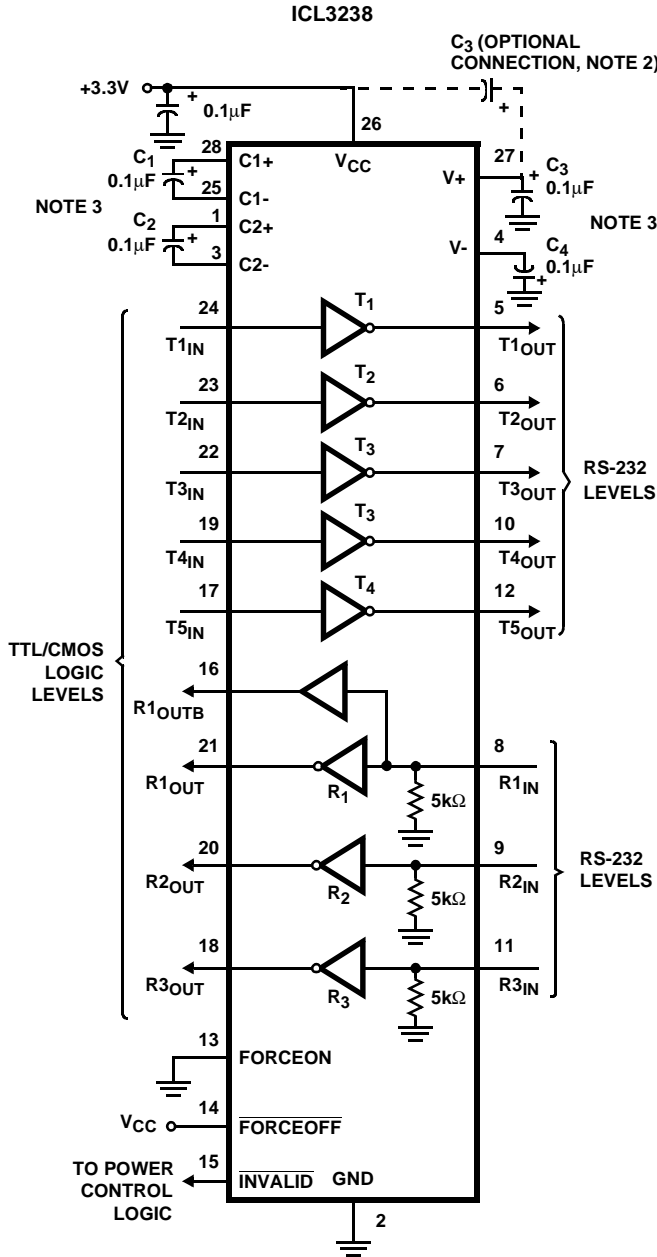 ICL3238
C3 (OPTIONAL
CONNECTION, NOTE 2)
+3.3V
+
0.1μF
+
26
28
C1+
VCC
27
V+
C1
0.1μF
+
25
C1-
+
C3
0.1μF
NOTE 3
1
C2+
NOTE 3
C2
0.1μF
+
3
C2-
4
V-
C4
0.1μF
+
24
T1IN
T1
5
T1OUT
23
T2IN
T2
6
T2OUT
22
T3IN
T3
7
T3OUT
RS-232
LEVELS
19
T4IN
T3
10
T4OUT
17
T5IN
T4
12
T5OUT
TTL/CMOS
LOGIC
LEVELS
16
R1OUTB
21
R1OUT
R1
5kΩ
8
R1IN
20
R2OUT
R2
5kΩ
9
R2IN
RS-232
LEVELS
18
R3OUT
R3
5kΩ
11
R3IN
13
FORCEON
14
VCC
FORCEOFF
15
TO POWER
CONTROL
LOGIC
INVALID
GND
2